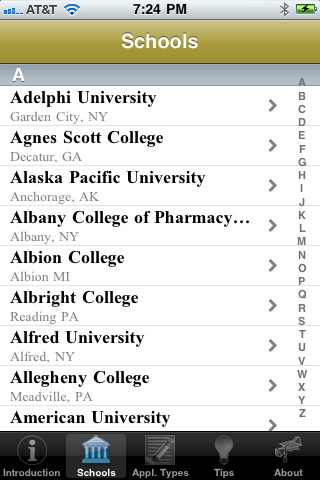 AT&T 7:24 PM
Schools
A
Adelphi University
Garden City, NY
Agnes Scott College
Decatur, GA
Alaska Pacific University
Anchorage, AK
Albany College of Pharmacy…
Albany, NY
Albion College
Albion MI
Albright College
Reading PA
Alfred University
Alfred, NY
Allegheny College
Meadville, PA
American University
A
B
C
D
E
F
G
H
I
J
K
L
M
N
O
P
Q
R
S
T
U
V
W
X
Y
Z
Introduction Schools Appl. Types Tips About